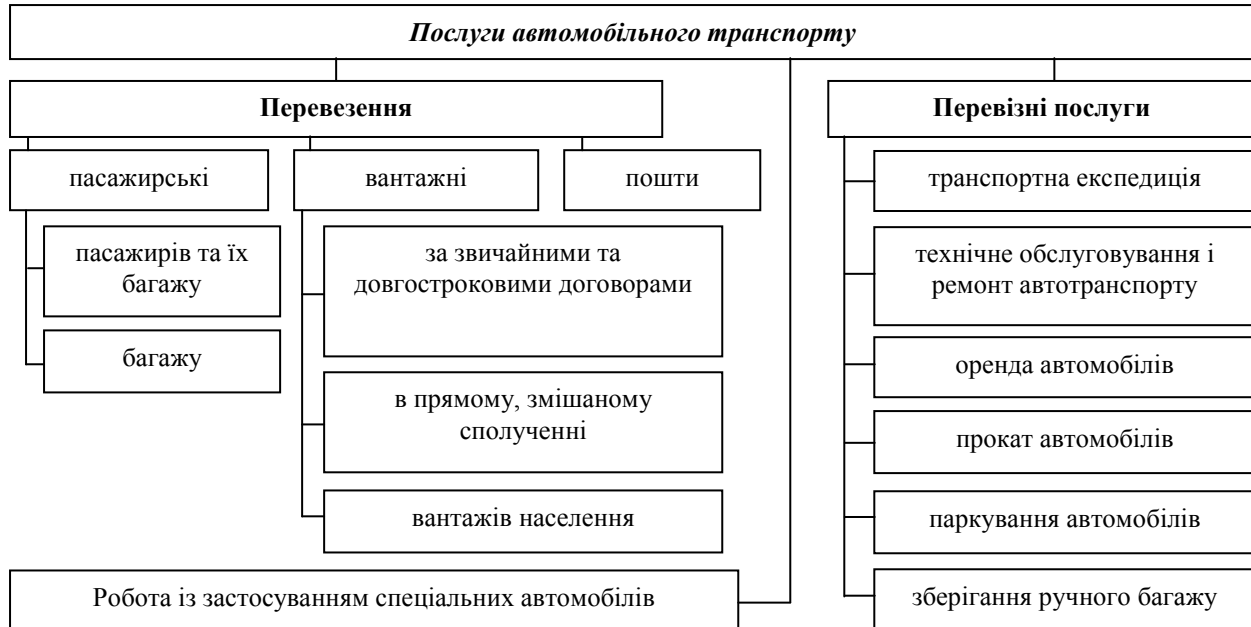 Послуги автомобільного транспорту
Перевезення
Перевізні послуги
пасажирські
вантажні
пошти
транспортна експедиція
пасажирів та їх
багажу
за звичайними та
довгостроковими договорами
технічне обслуговування і
ремонт автотранспорту
багажу
оренда автомобілів
в прямому, змішаному
сполученні
прокат автомобілів
вантажів населення
паркування автомобілів
Робота із застосуванням спеціальних автомобілів
зберігання ручного багажу